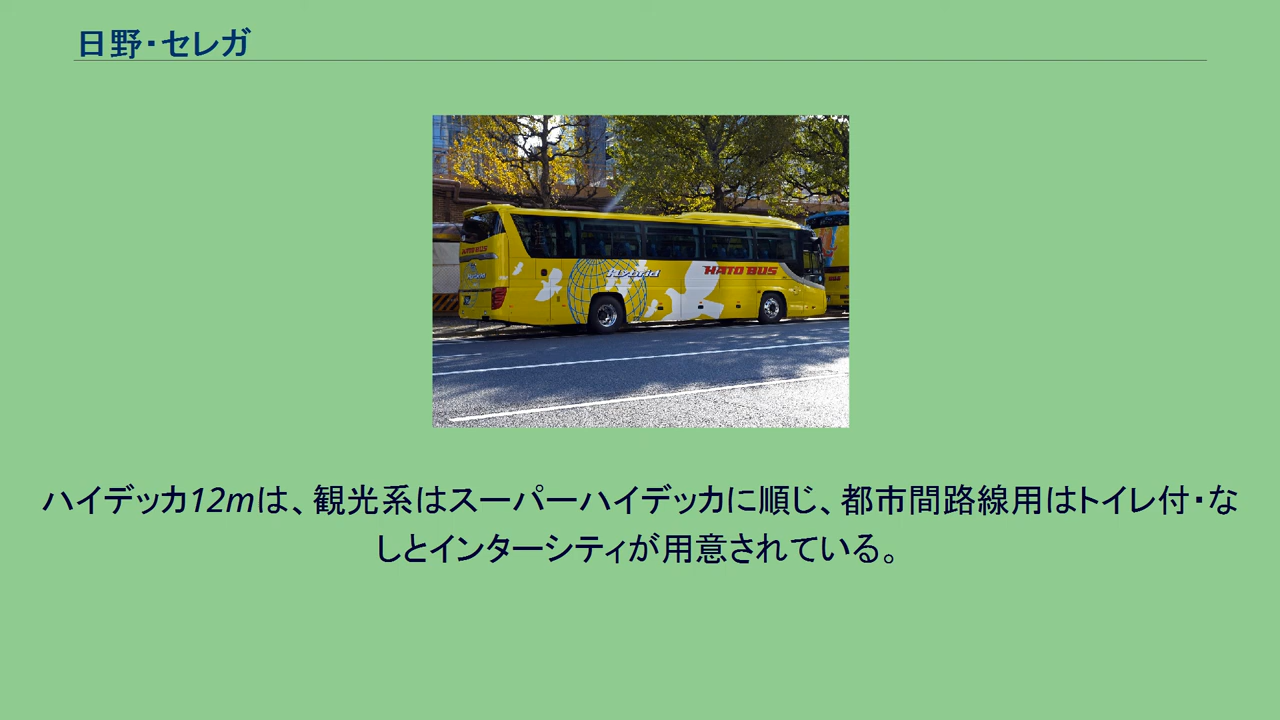 日野・セレガ
HATO BUS
Hybrid
HATO BUS
ハイデッカ12mは、観光系はスーパーハイデッカに順じ、都市間路線用はトイレ付・な
しとインターシティが用意されている。